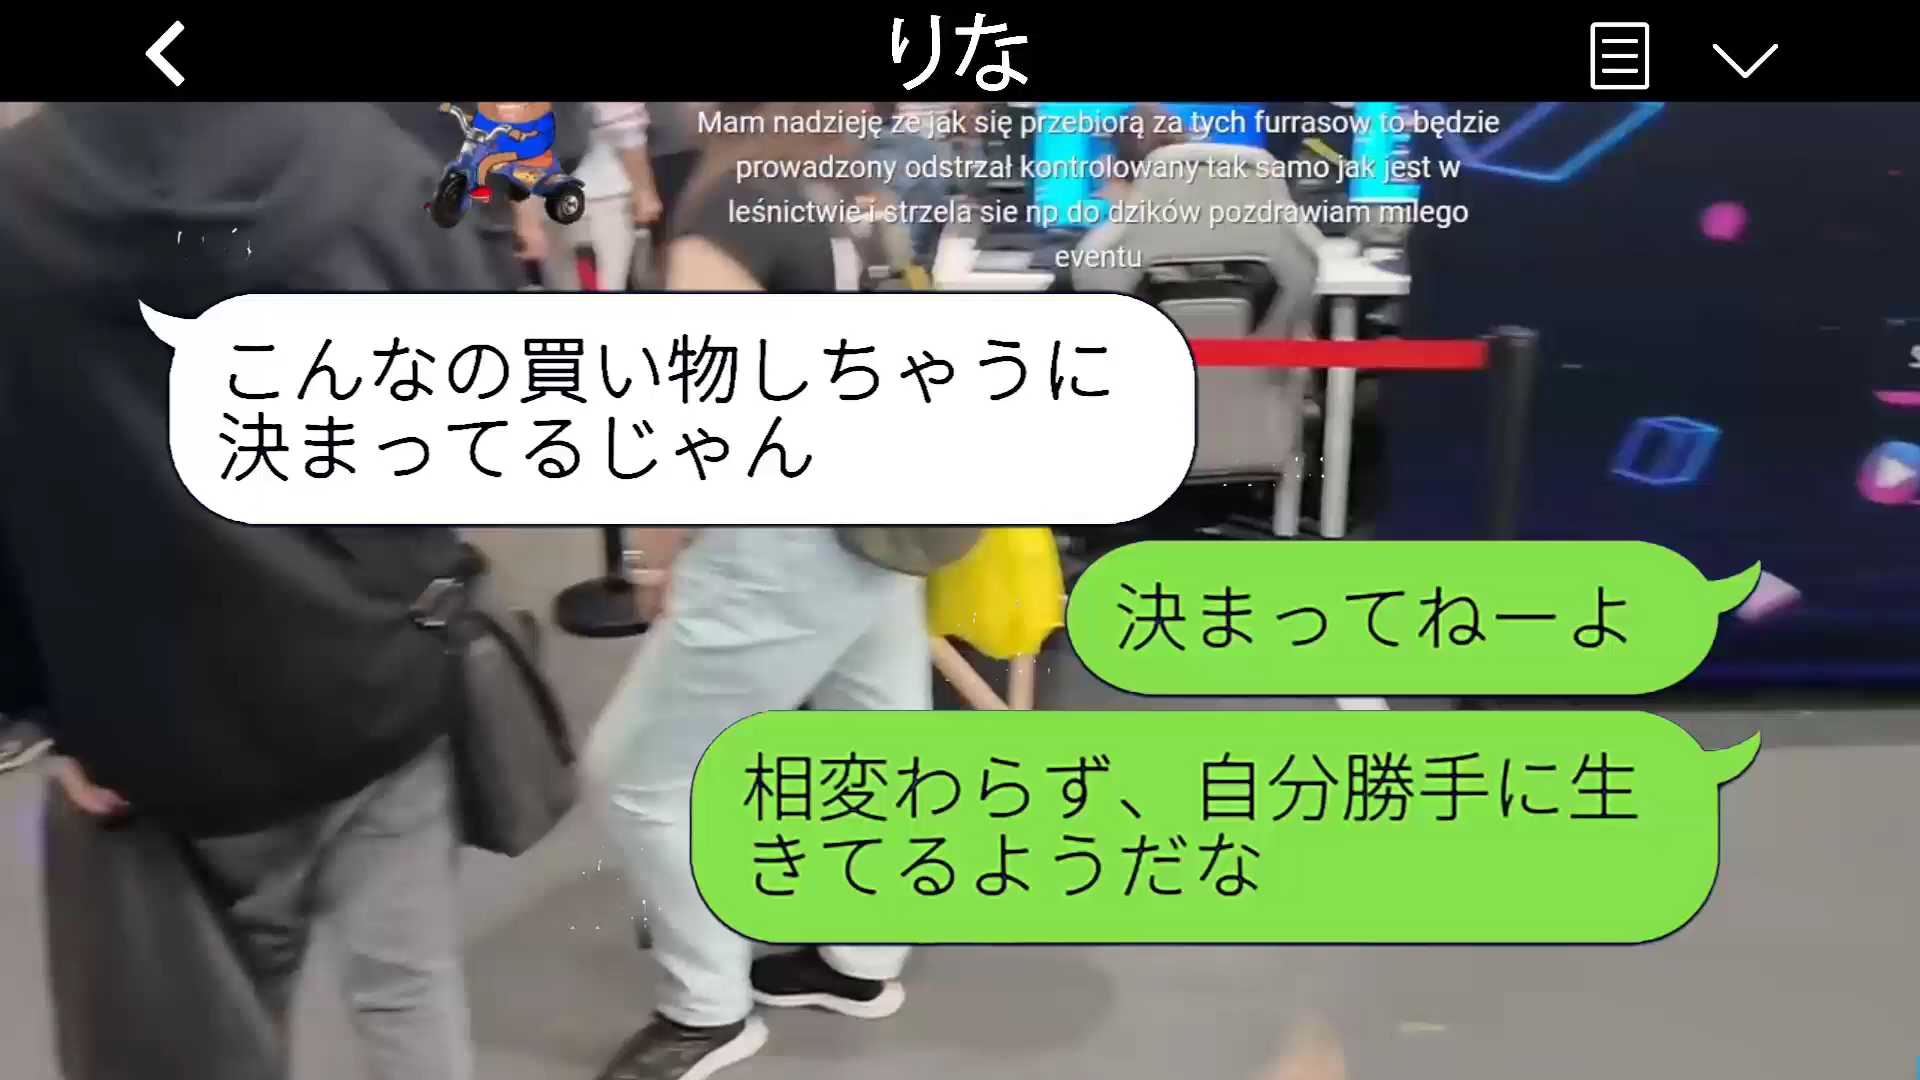 りな
Mam nadzieję że jak się przebiorą za tych furrasow to będzie
prowadzony odstrzał kontrolowany tak samo jak jest w
leśnictwie i strzela sie np do dzików pozdrawiam miłego
eventu
こんなの買い物しちゃうに
決まってるじゃん
決まってねーよ
相変わらず、自分勝手に生
きてるようだな